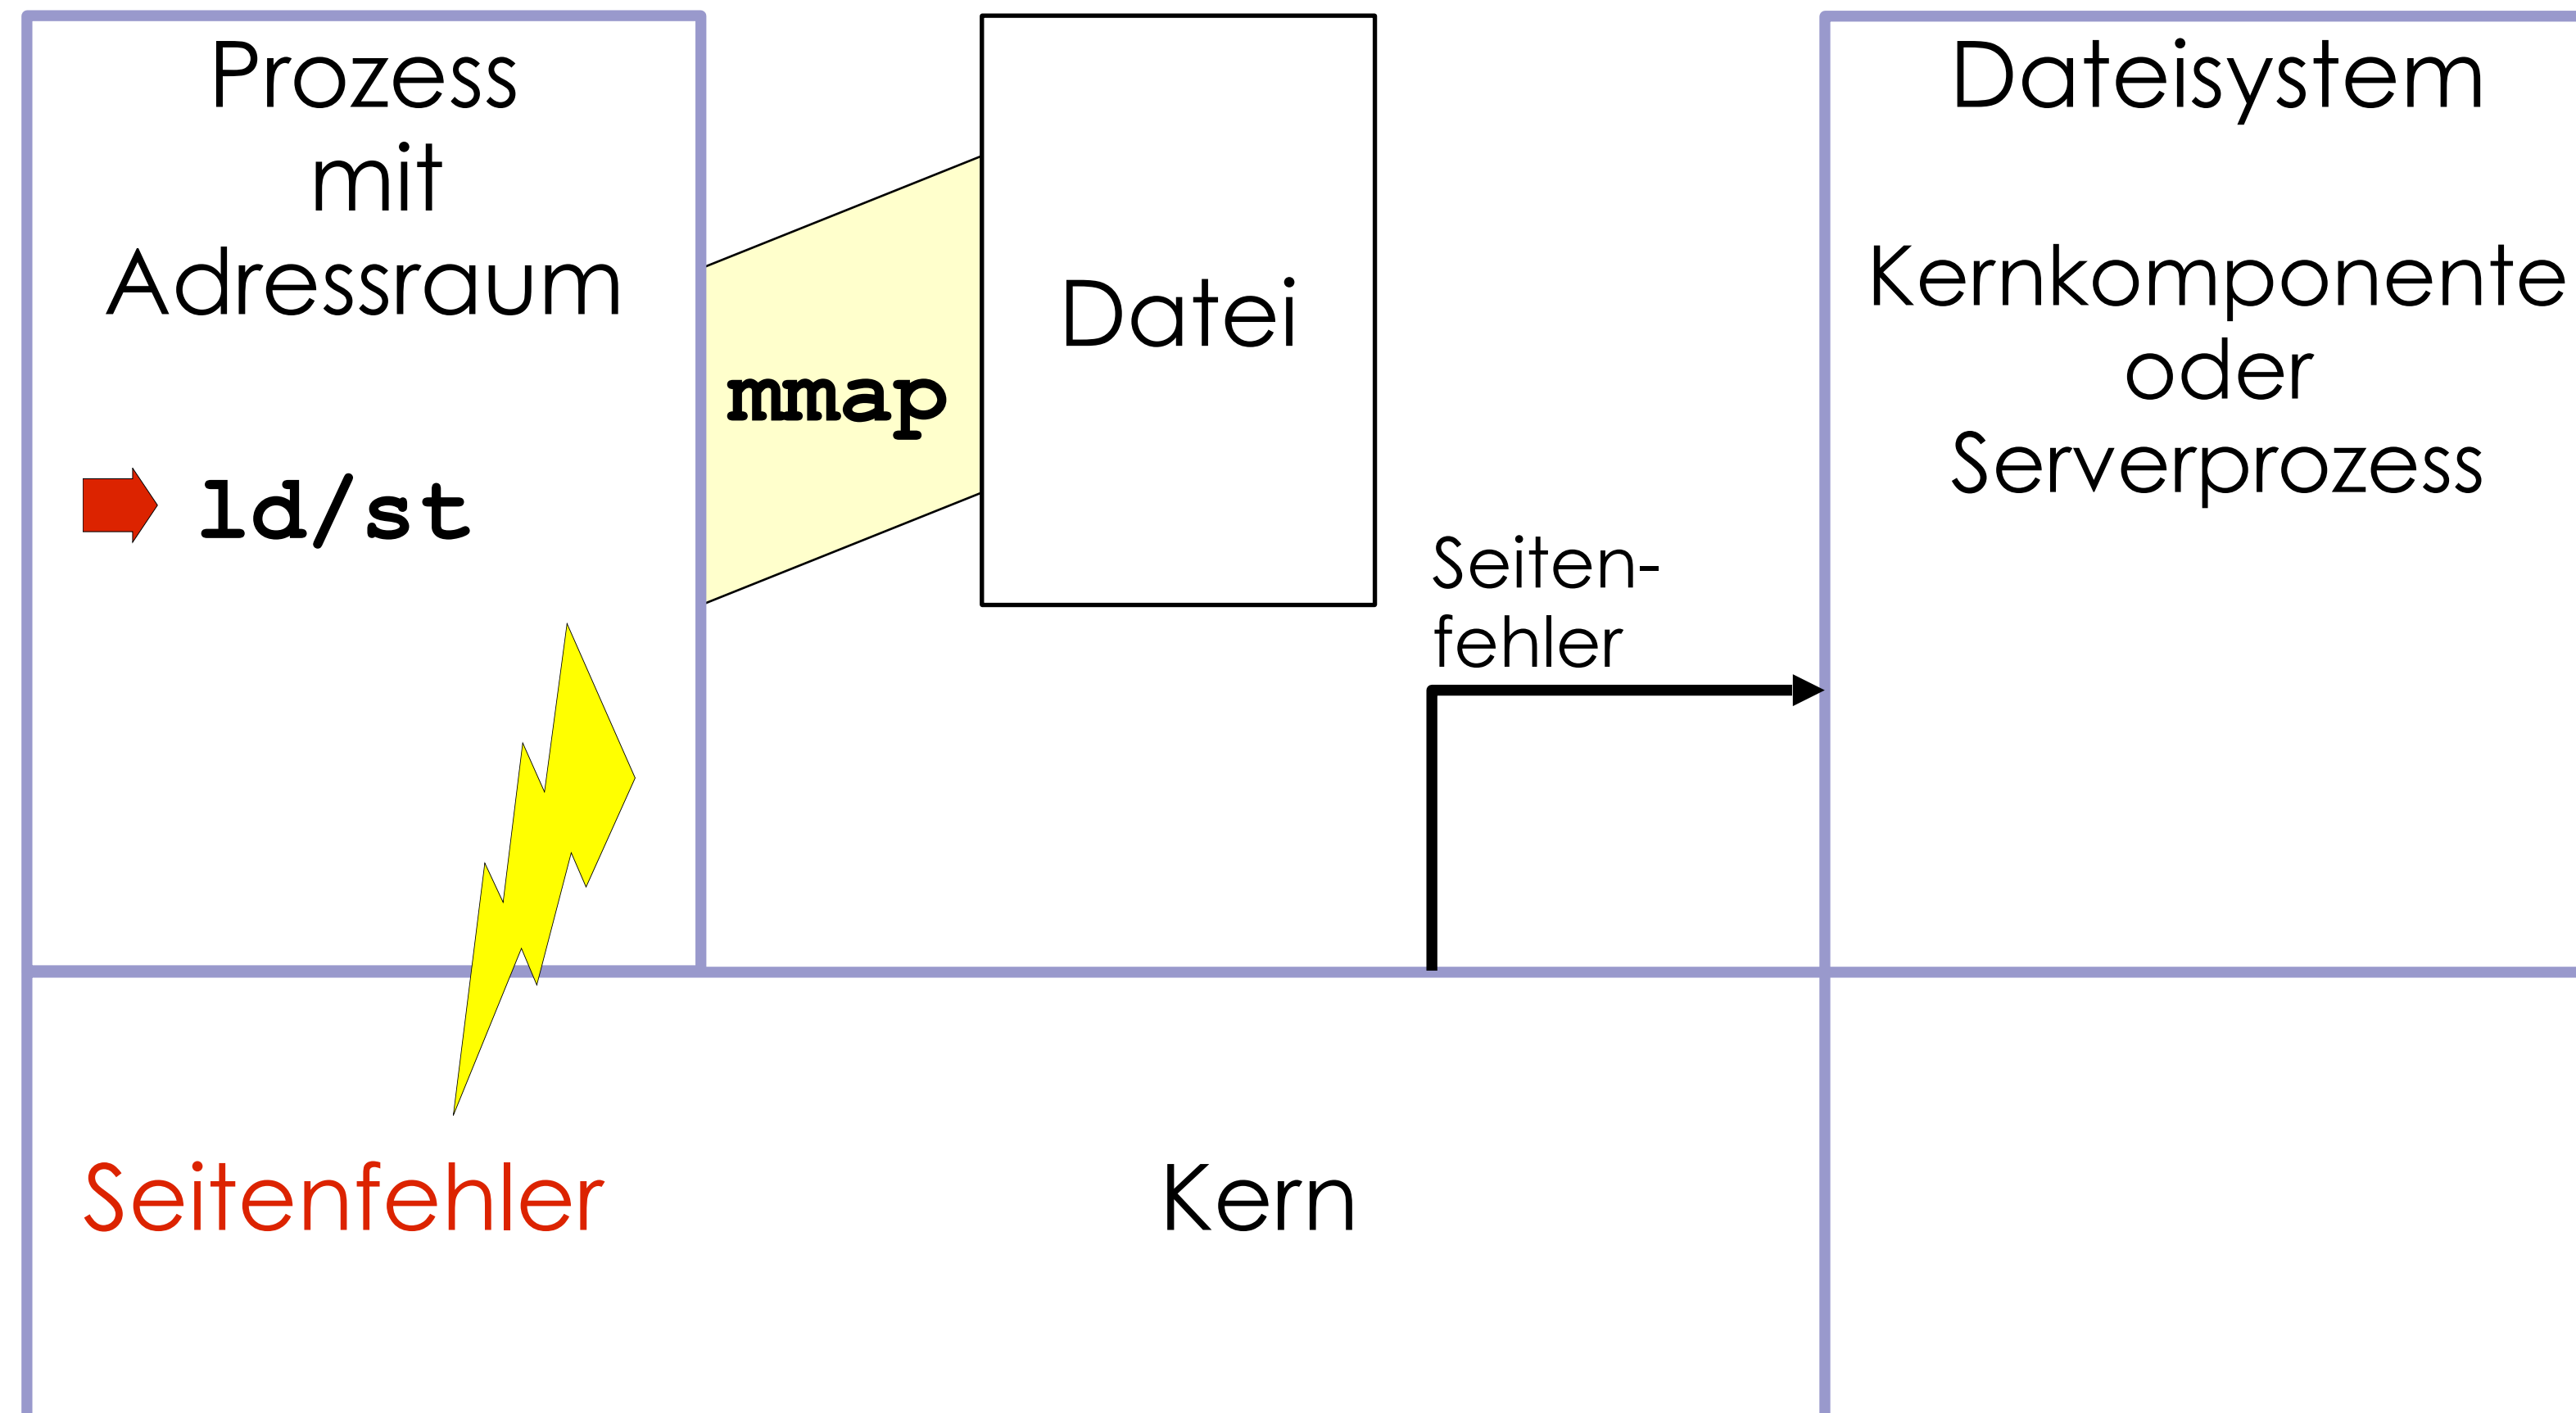 Prozess
mit
Adressraum
ld/st
mmap
Datei
Seiten-
fehler
Dateisystem
Kernkomponente
oder
Serverprozess
Seitenfehler
Kern